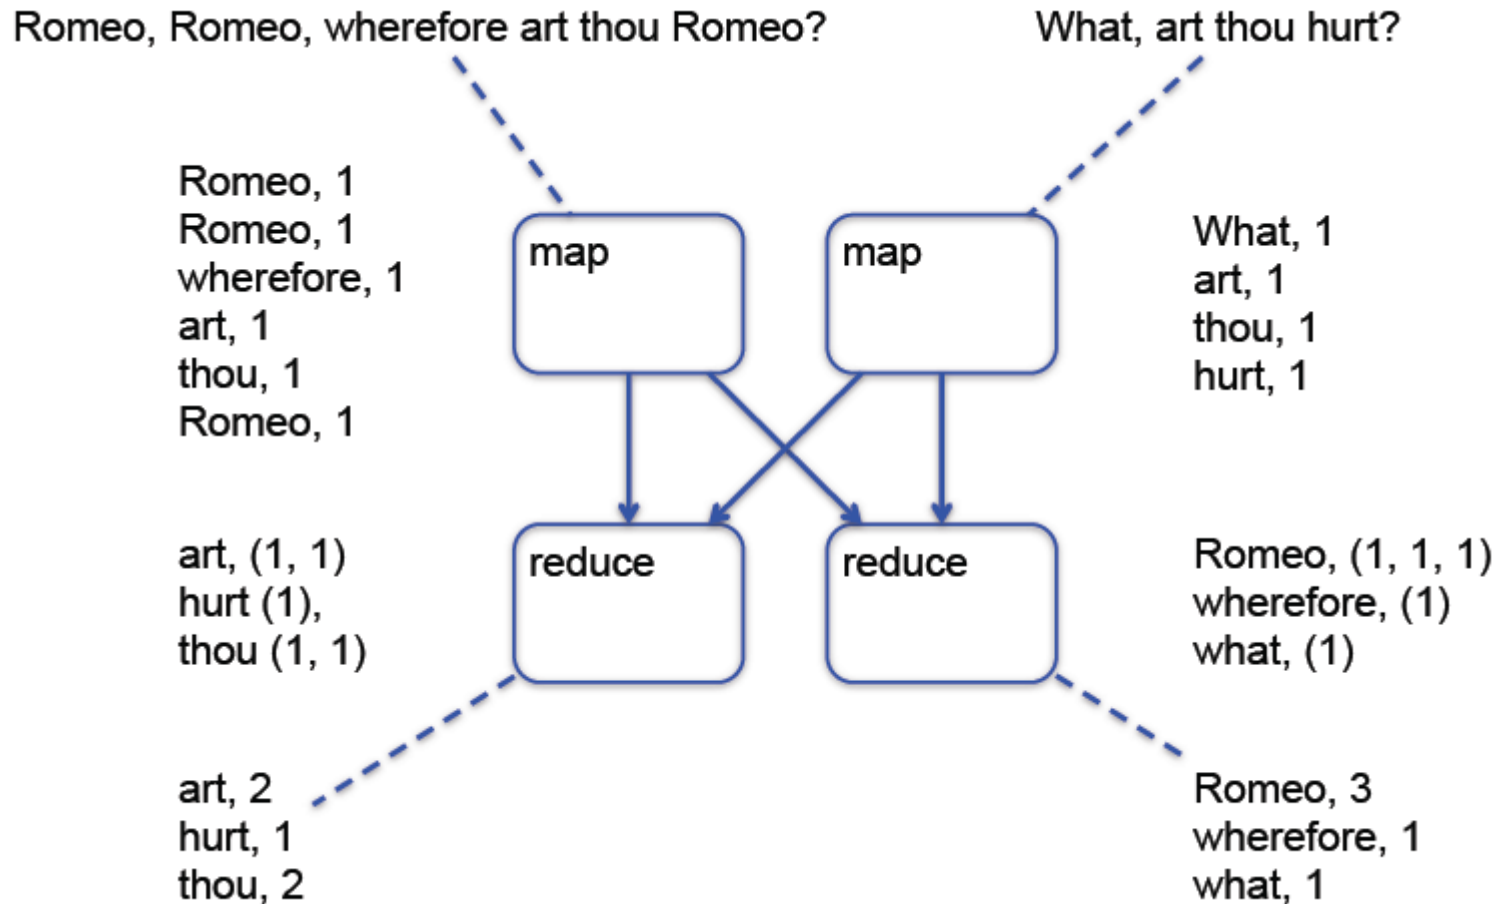 Romeo, Romeo, wherefore art thou Romeo?
What, art thou hurt?
Romeo, 1
Romeo, 1
wherefore, 1
art, 1
thou, 1
Romeo, 1
map
map
What, 1
art, 1
thou, 1
hurt, 1
art, (1, 1)
hurt (1),
thou (1, 1)
reduce
reduce
Romeo, (1, 1, 1)
wherefore, (1)
what, (1)
art, 2
hurt, 1
thou, 2
Romeo, 3
wherefore, 1
what, 1